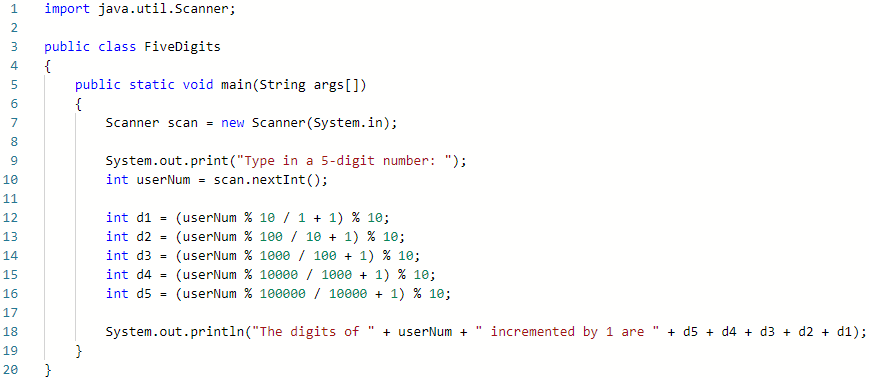 1 import java.util.Scanner;
2
3 public class FiveDigits
4 {
5     public static void main(String args[])
6     {
7         Scanner scan = new Scanner(System.in);
8
9         System.out.print("Type in a 5-digit number: ");
10         int userNum = scan.nextInt();
11
12         int d1 = (userNum % 10 / 1 + 1) % 10;
13         int d2 = (userNum % 100 / 10 + 1) % 10;
14         int d3 = (userNum % 1000 / 100 + 1) % 10;
15         int d4 = (userNum % 10000 / 1000 + 1) % 10;
16         int d5 = (userNum % 100000 / 10000 + 1) % 10;
17
18         System.out.println("The digits of " + userNum + " incremented by 1 are " + d5 + d4 + d3 + d2 + d1);
19     }
20 }